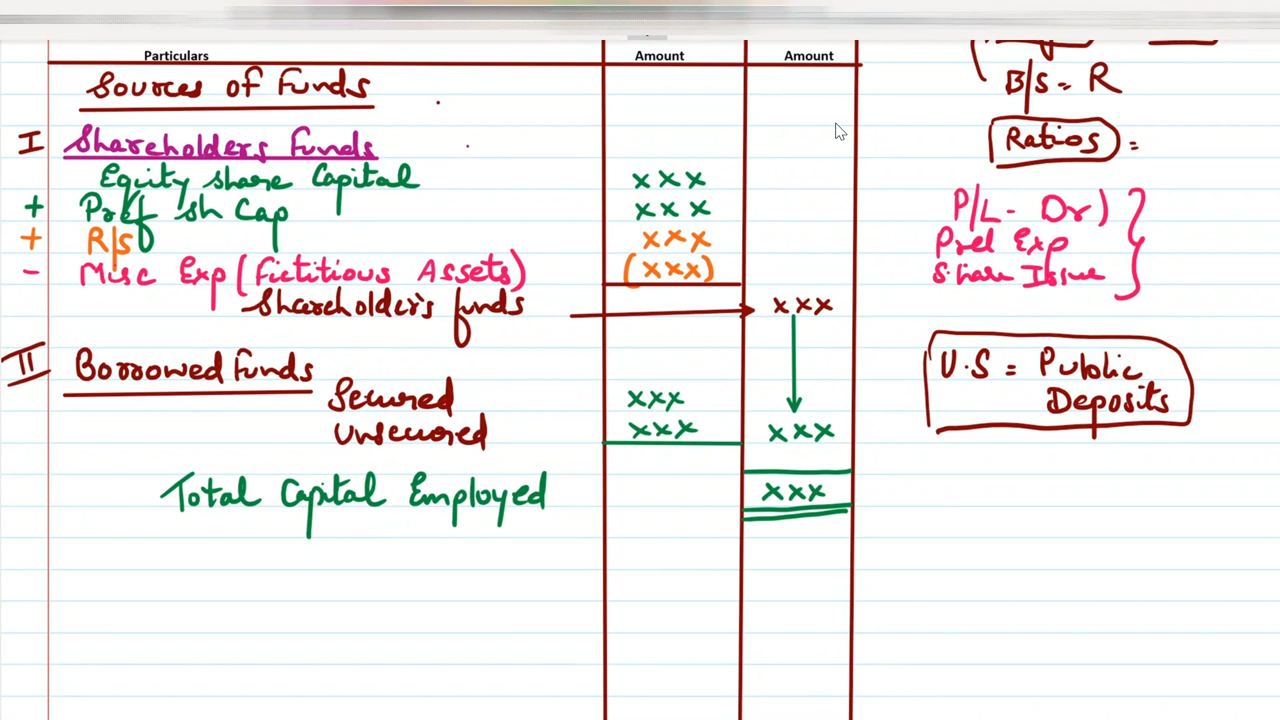 Particulars Amount Amount
Sources of Funds
I Shareholders Funds
Equity share Capital xxx
+ Pref sh Cap xxx
+ R/s xxx
- Misc Exp (Fictitious Assets) (xxx)
Shareholder's funds xxx
II Borrowed Funds
Secured xxx
Unsecured xxx xxx
Total Capital Employed xxx
B/S = R
Ratios =
P/L - Dr)
Prel Exp
Share Issue
U.S = Public
Deposits